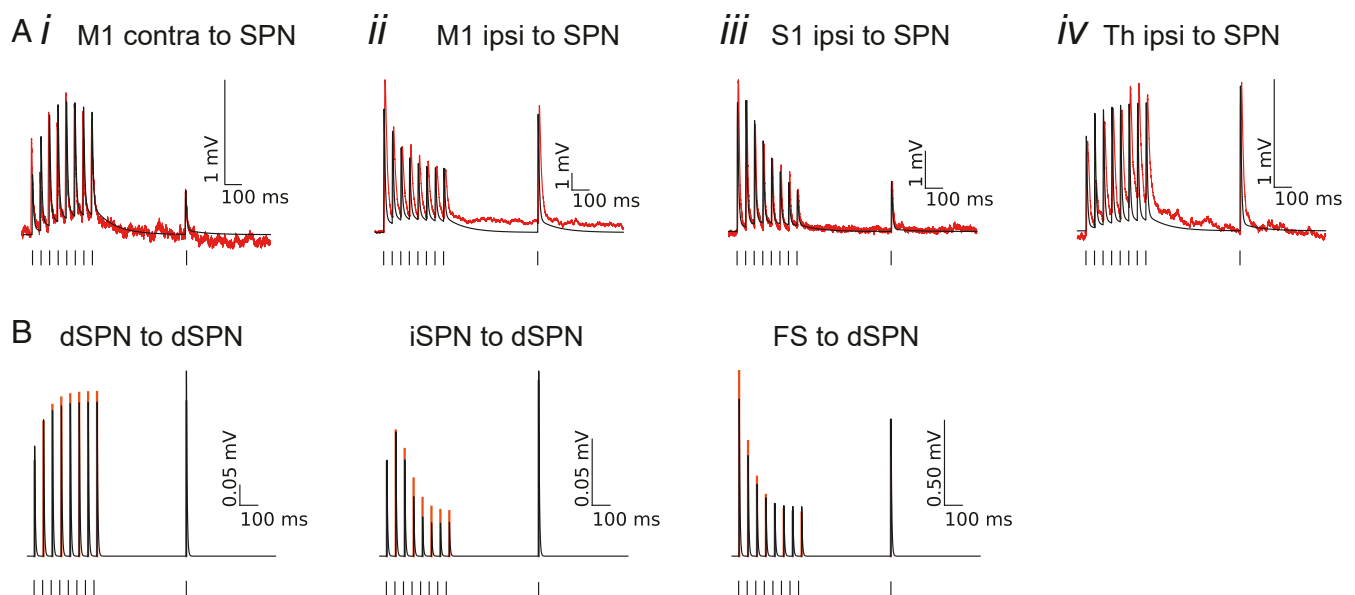 A i M1 contra to SPN
ii M1 ipsi to SPN
iii S1 ipsi to SPN
iv Th ipsi to SPN
1 mV
100 ms
1 mV
100 ms
1 mV
100 ms
1 mV
100 ms
B dSPN to dSPN
iSPN to dSPN
FS to dSPN
0.05 mV
100 ms
0.05 mV
100 ms
0.50 mV
100 ms